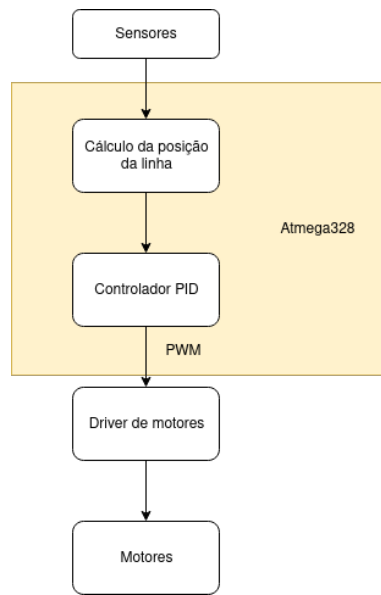 Sensores
Cálculo da posição
da linha
Atmega328
Controlador PID
PWM
Driver de motores
Motores